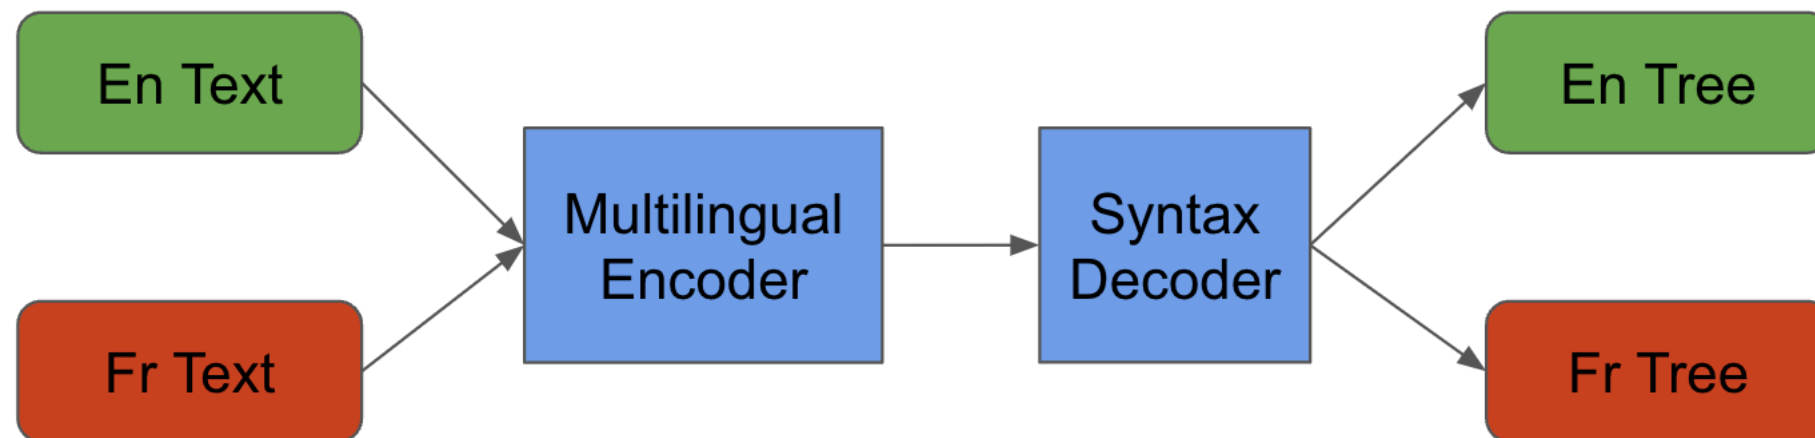 En Text
Fr Text
Multilingual
Encoder
Syntax
Decoder
En Tree
Fr Tree